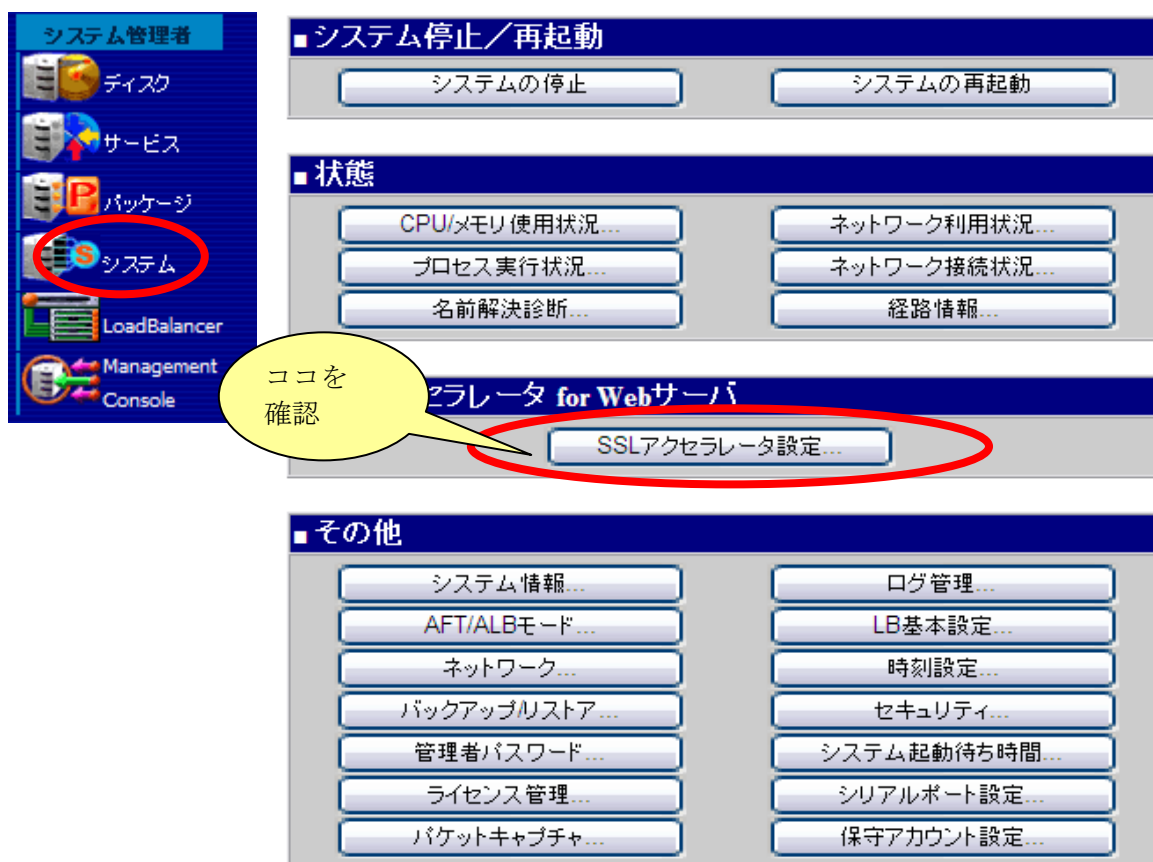 システム管理者
ディスク
サービス
パッケージ
システム
LoadBalancer
Management
Console
■システム停止／再起動
システムの停止
システムの再起動
■状態
CPU/メモリ使用状況...
ネットワーク利用状況...
プロセス実行状況...
ネットワーク接続状況...
名前解決診断...
経路情報...
ココを
確認
セラレータ for Webサーバ
SSLアクセラレータ設定...
■その他
システム情報...
ログ管理...
AFT/ALBモード...
LB基本設定...
ネットワーク...
時刻設定...
バックアップ/リストア...
セキュリティ...
管理者パスワード...
システム起動待ち時間...
ライセンス管理...
シリアルポート設定...
パケットキャプチャ...
保守アカウント設定...